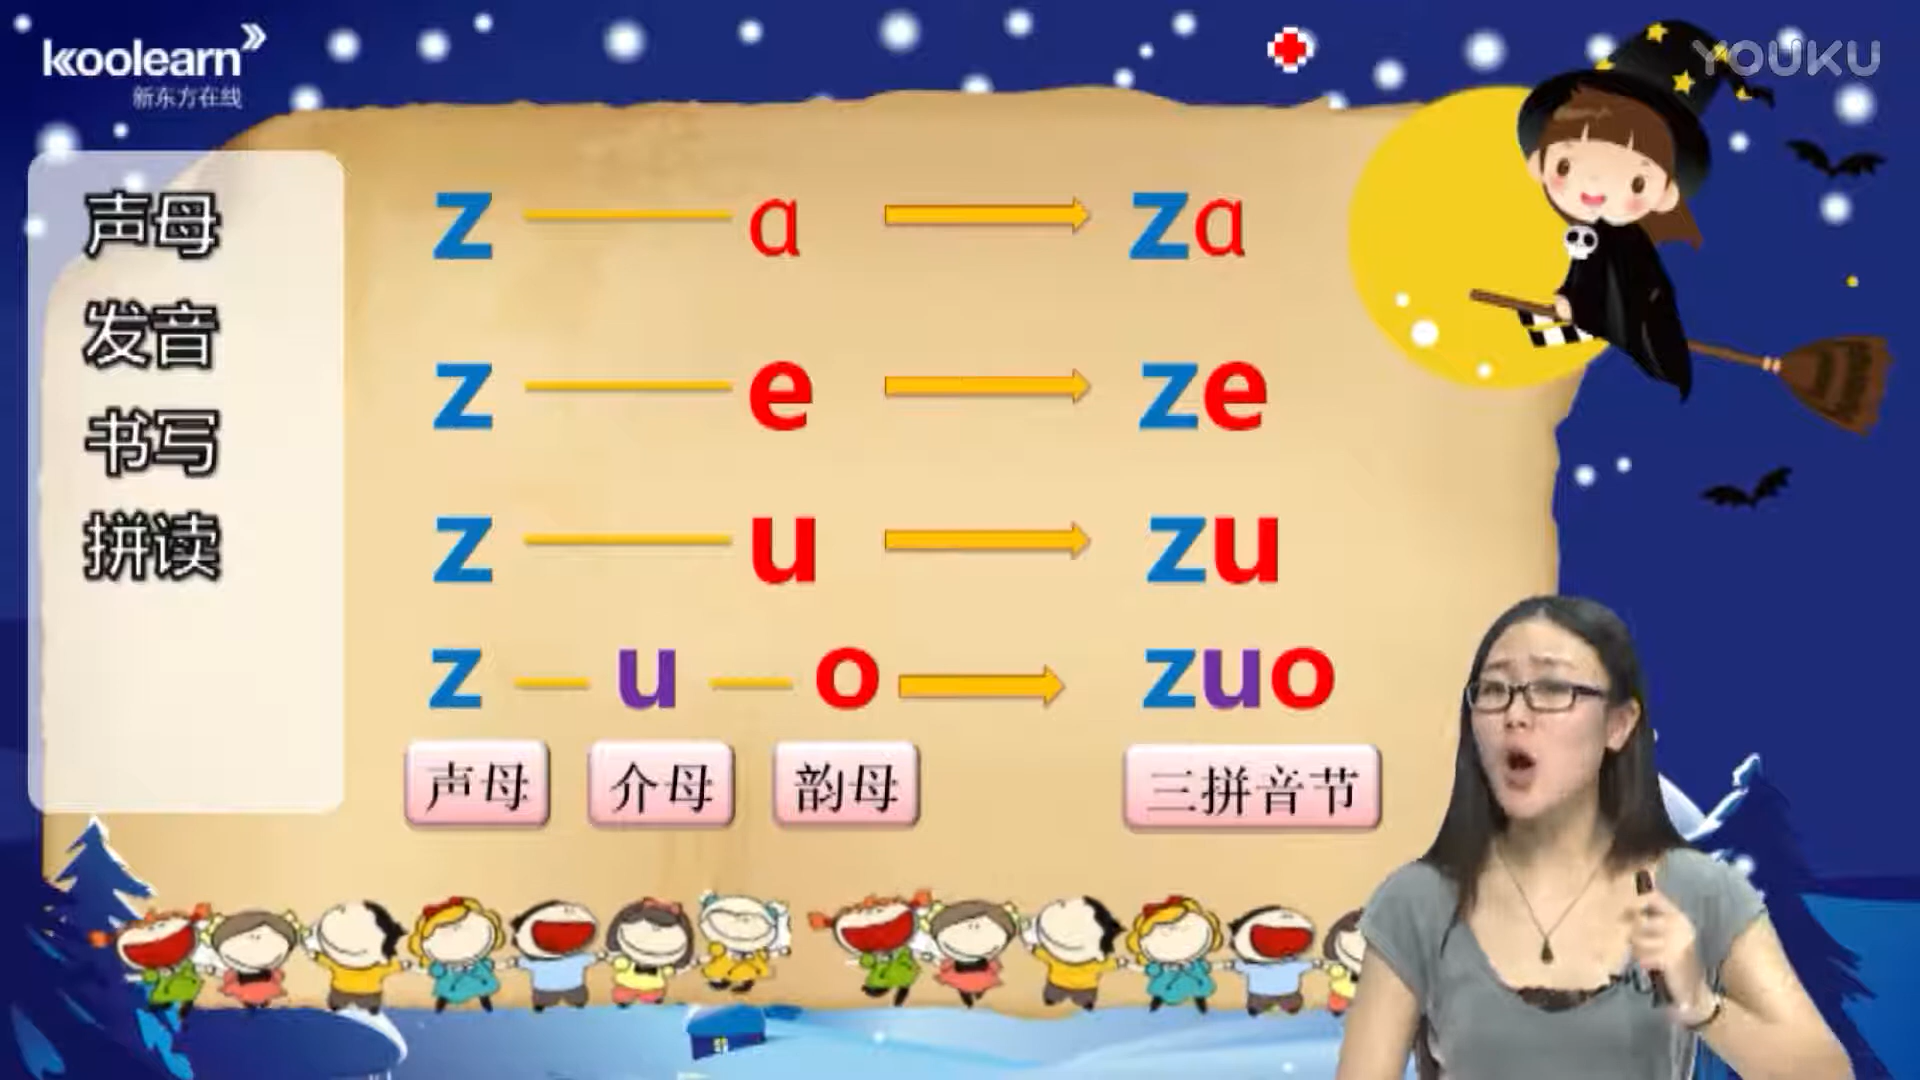 koolearn
新东方在线
YOUKU
声母
发音
书写
拼读
z ɑ zɑ
z e ze
z u zu
z u o zuo
声母 介母 韵母 三拼音节